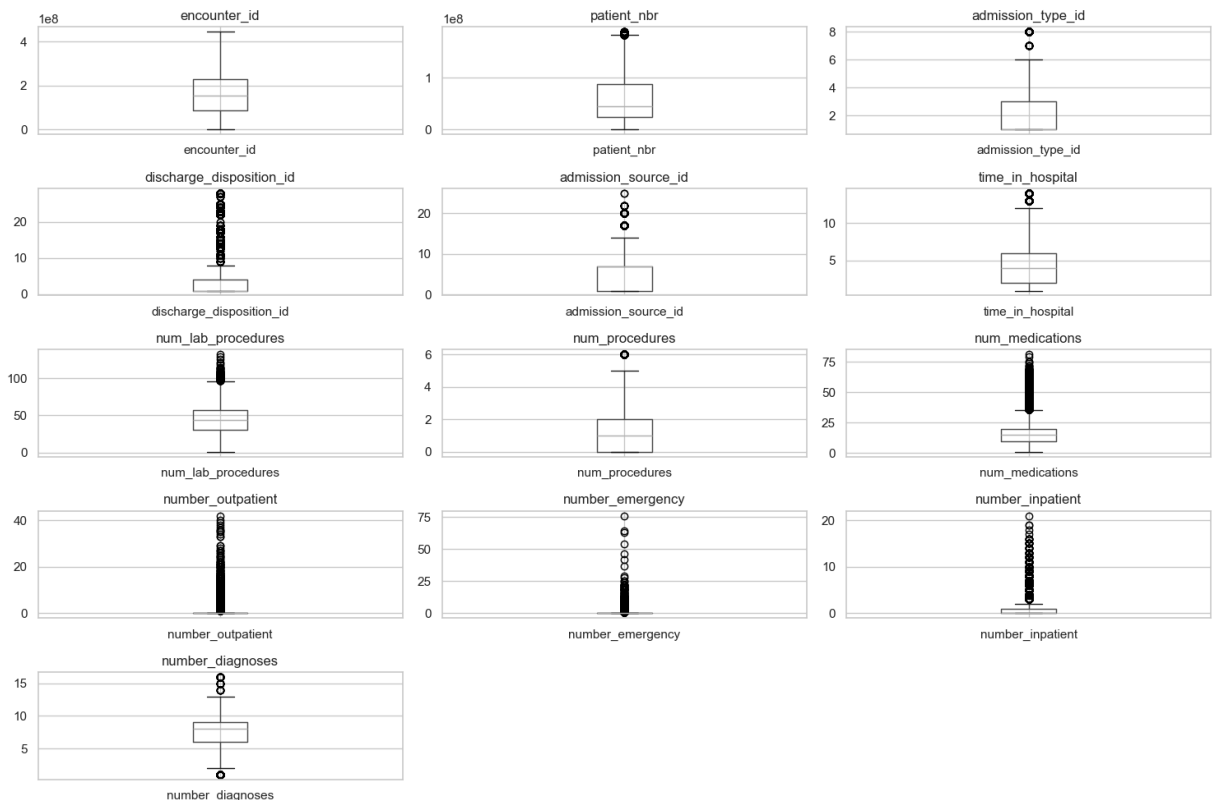 encounter_id
1e8
4
2
0
encounter_id
patient_nbr
1e8
1
0
patient_nbr
admission_type_id
8
6
4
2
admission_type_id
discharge_disposition_id
20
10
0
discharge_disposition_id
admission_source_id
20
10
0
admission_source_id
time_in_hospital
10
5
time_in_hospital
num_lab_procedures
100
50
0
num_lab_procedures
num_procedures
6
4
2
0
num_procedures
num_medications
75
50
25
0
num_medications
number_outpatient
40
20
0
number_outpatient
number_emergency
75
50
25
0
number_emergency
number_inpatient
20
10
0
number_inpatient
number_diagnoses
15
10
5
number_diagnoses